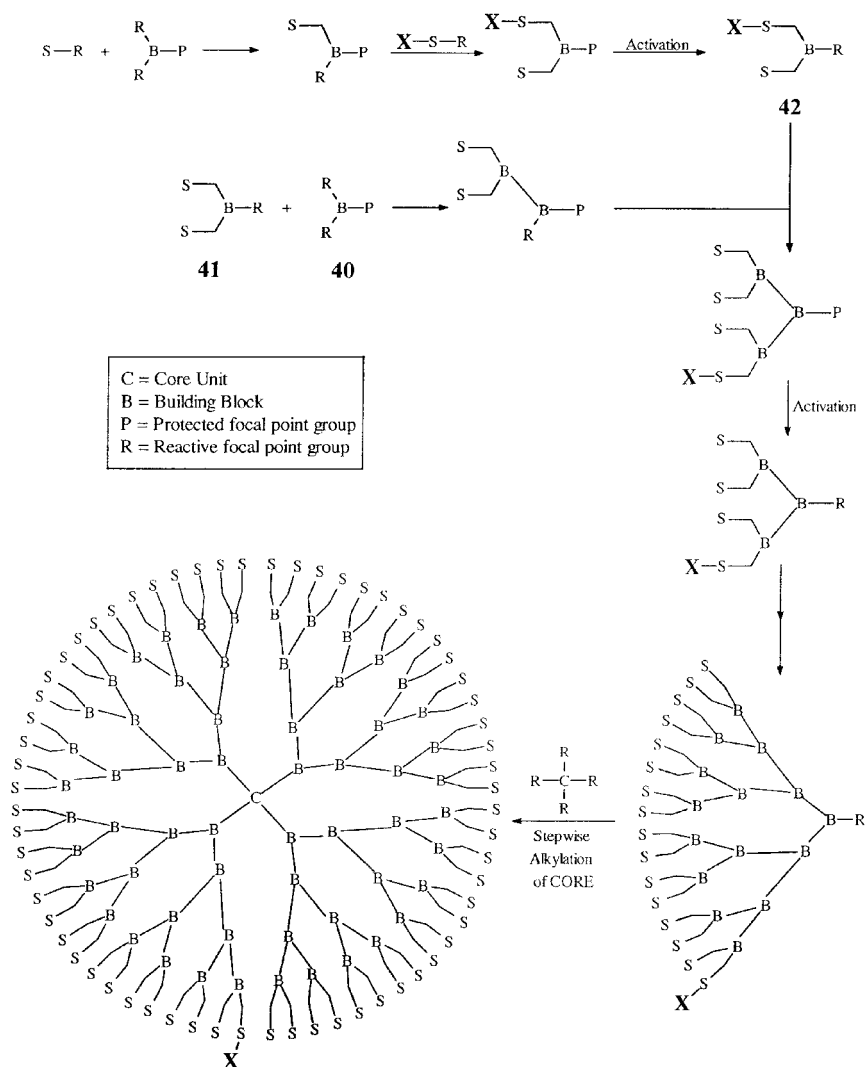 S—R + R B—P R
S B—P R
X—S—R
X—S B—P S
Activation
X—S B—R S
42
S B—R S
+
R B—P R
S S B B—P R
41
40
S S B B—P S B X—S
Activation
S S B B—R S B X—S
C = Core Unit
B = Building Block
P = Protected focal point group
R = Reactive focal point group
R
R—C—R
R
Stepwise
Alkylation
of CORE
C
B—R
X
X